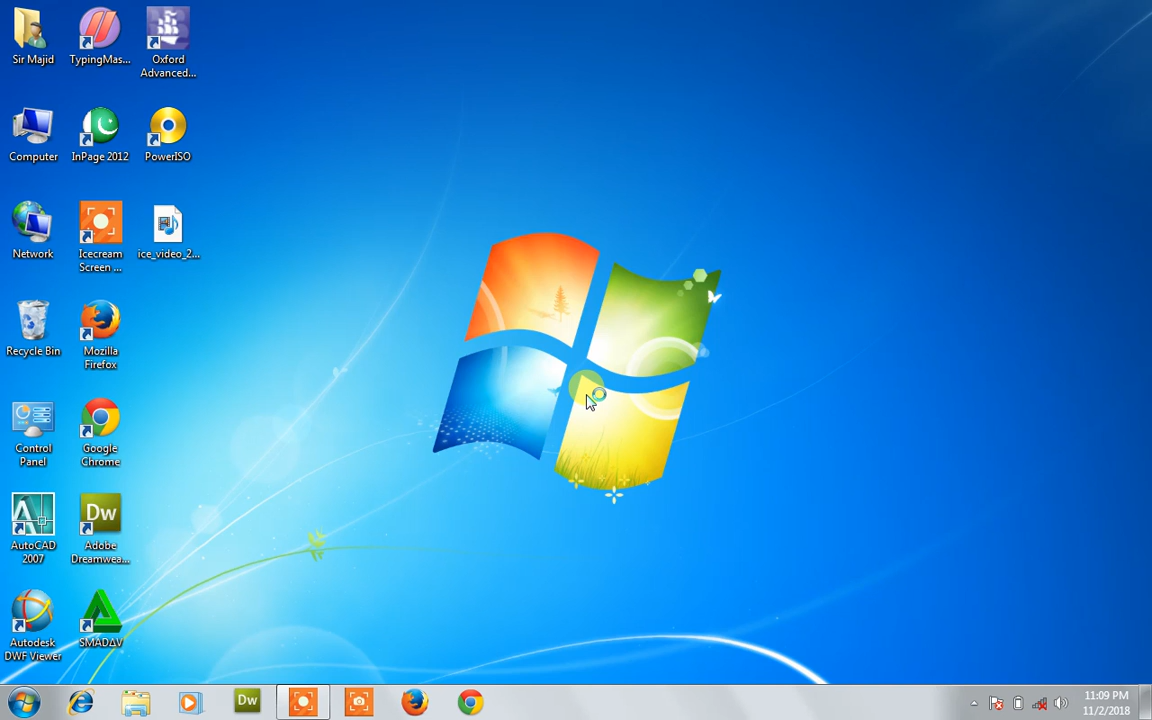 Sir Majid
TypingMas...
Oxford
Advanced...
Computer
InPage 2012
PowerISO
Network
Icecream
Screen ...
ice_video_2...
Recycle Bin
Mozilla
Firefox
Control
Panel
Google
Chrome
AutoCAD
2007
Dw
Adobe
Dreamwea...
Autodesk
DWF Viewer
SMADΔV
Dw
11:09 PM
11/2/2018